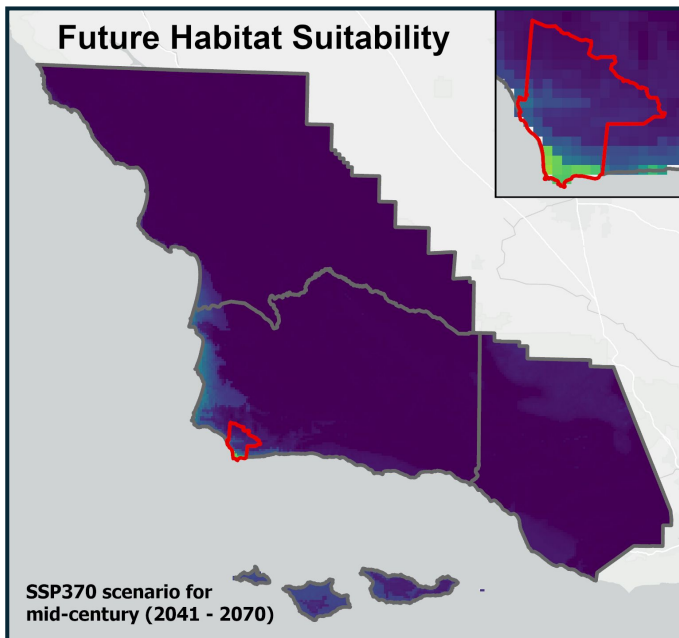 Future Habitat Suitability
SSP370 scenario for
mid-century (2041 - 2070)